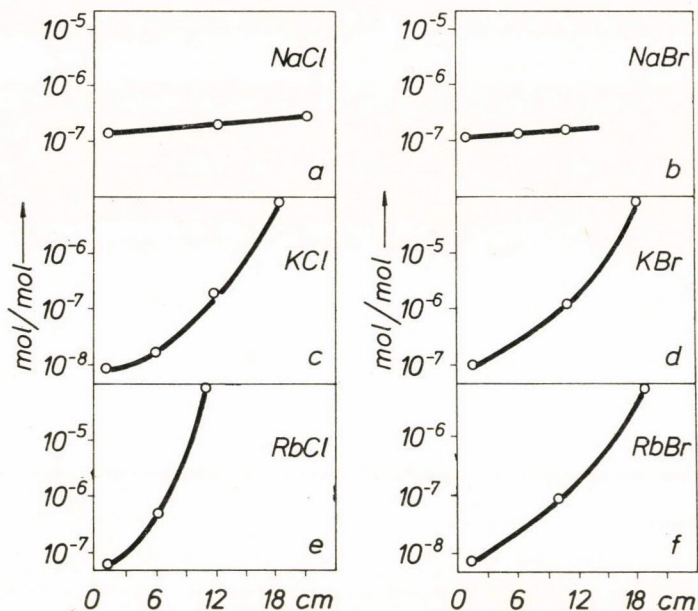 10⁻⁵
NaCl
10⁻⁶
10⁻⁷
a
10⁻⁵
NaBr
10⁻⁶
10⁻⁷
b
mol/mol
10⁻⁶
KCl
10⁻⁷
10⁻⁸
c
mol/mol
10⁻⁵
KBr
10⁻⁶
10⁻⁷
d
10⁻⁵
RbCl
10⁻⁶
10⁻⁷
e
10⁻⁶
RbBr
10⁻⁷
10⁻⁸
f
0 6 12 18 cm
0 6 12 18 cm